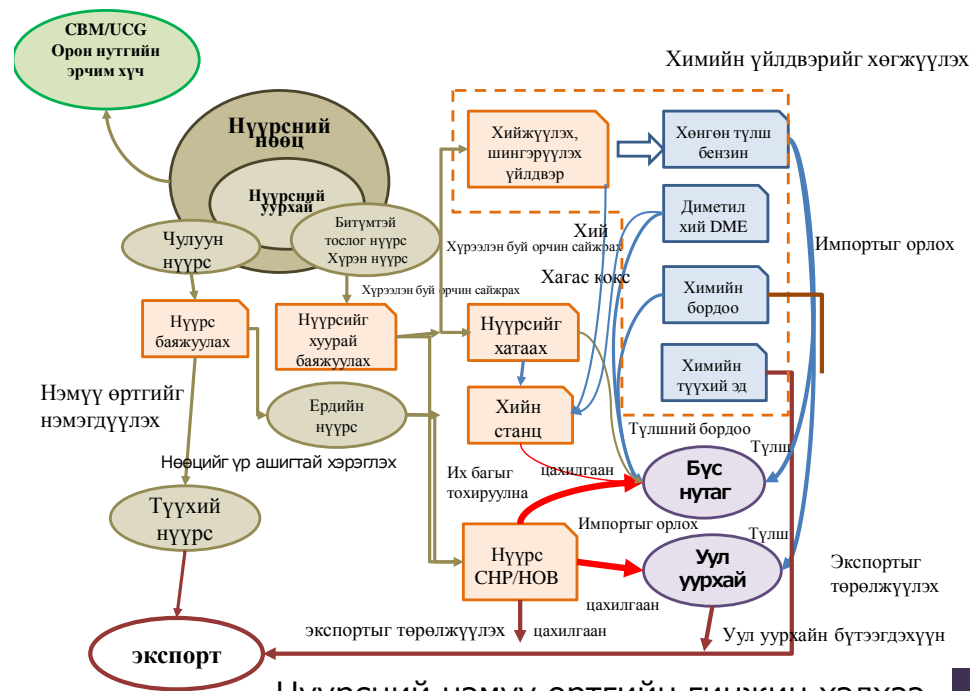 CBM/UCG
Орон нутгийн
эрчим хүч
Химийн үйлдвэрийг хөгжүүлэх
Нүүрсний
нөөц
Нүүрсний
уурхай
Чулуун
нүүрс
Битүмтэй
тослог нүүрс
Хүрэн нүүрс
Хийжүүлэх,
шингэрүүлэх
үйлдвэр
Хөнгөн түлш
бензин
Диметил
хий DME
Химийн
бордоо
Химийн
түүхий эд
Импортыг орлох
Хий
Хүрээлэн буй орчин сайжрах
Хагас кокс
Хүрээлэн буй орчин сайжрах
Нүүрс
баяжуулах
Нүүрсийг
хуурай
баяжуулах
Нүүрсийг
хатаах
Хийн
станц
Нэмүү өртгийг
нэмэгдүүлэх
Ердийн
нүүрс
Нөөцийг үр ашигтай хэрэглэх
Түлшний бордоо
Түлш
Их багыг
тохируулна
цахилгаан
Бүс
нутаг
Түүхий
нүүрс
Импортыг орлох
Түлш
Нүүрс
CHP/HOB
Уул
уурхай
Экспортыг
төрөлжүүлэх
цахилгаан
экспортыг төрөлжүүлэх
цахилгаан
Уул уурхайн бүтээгдэхүүн
экспорт